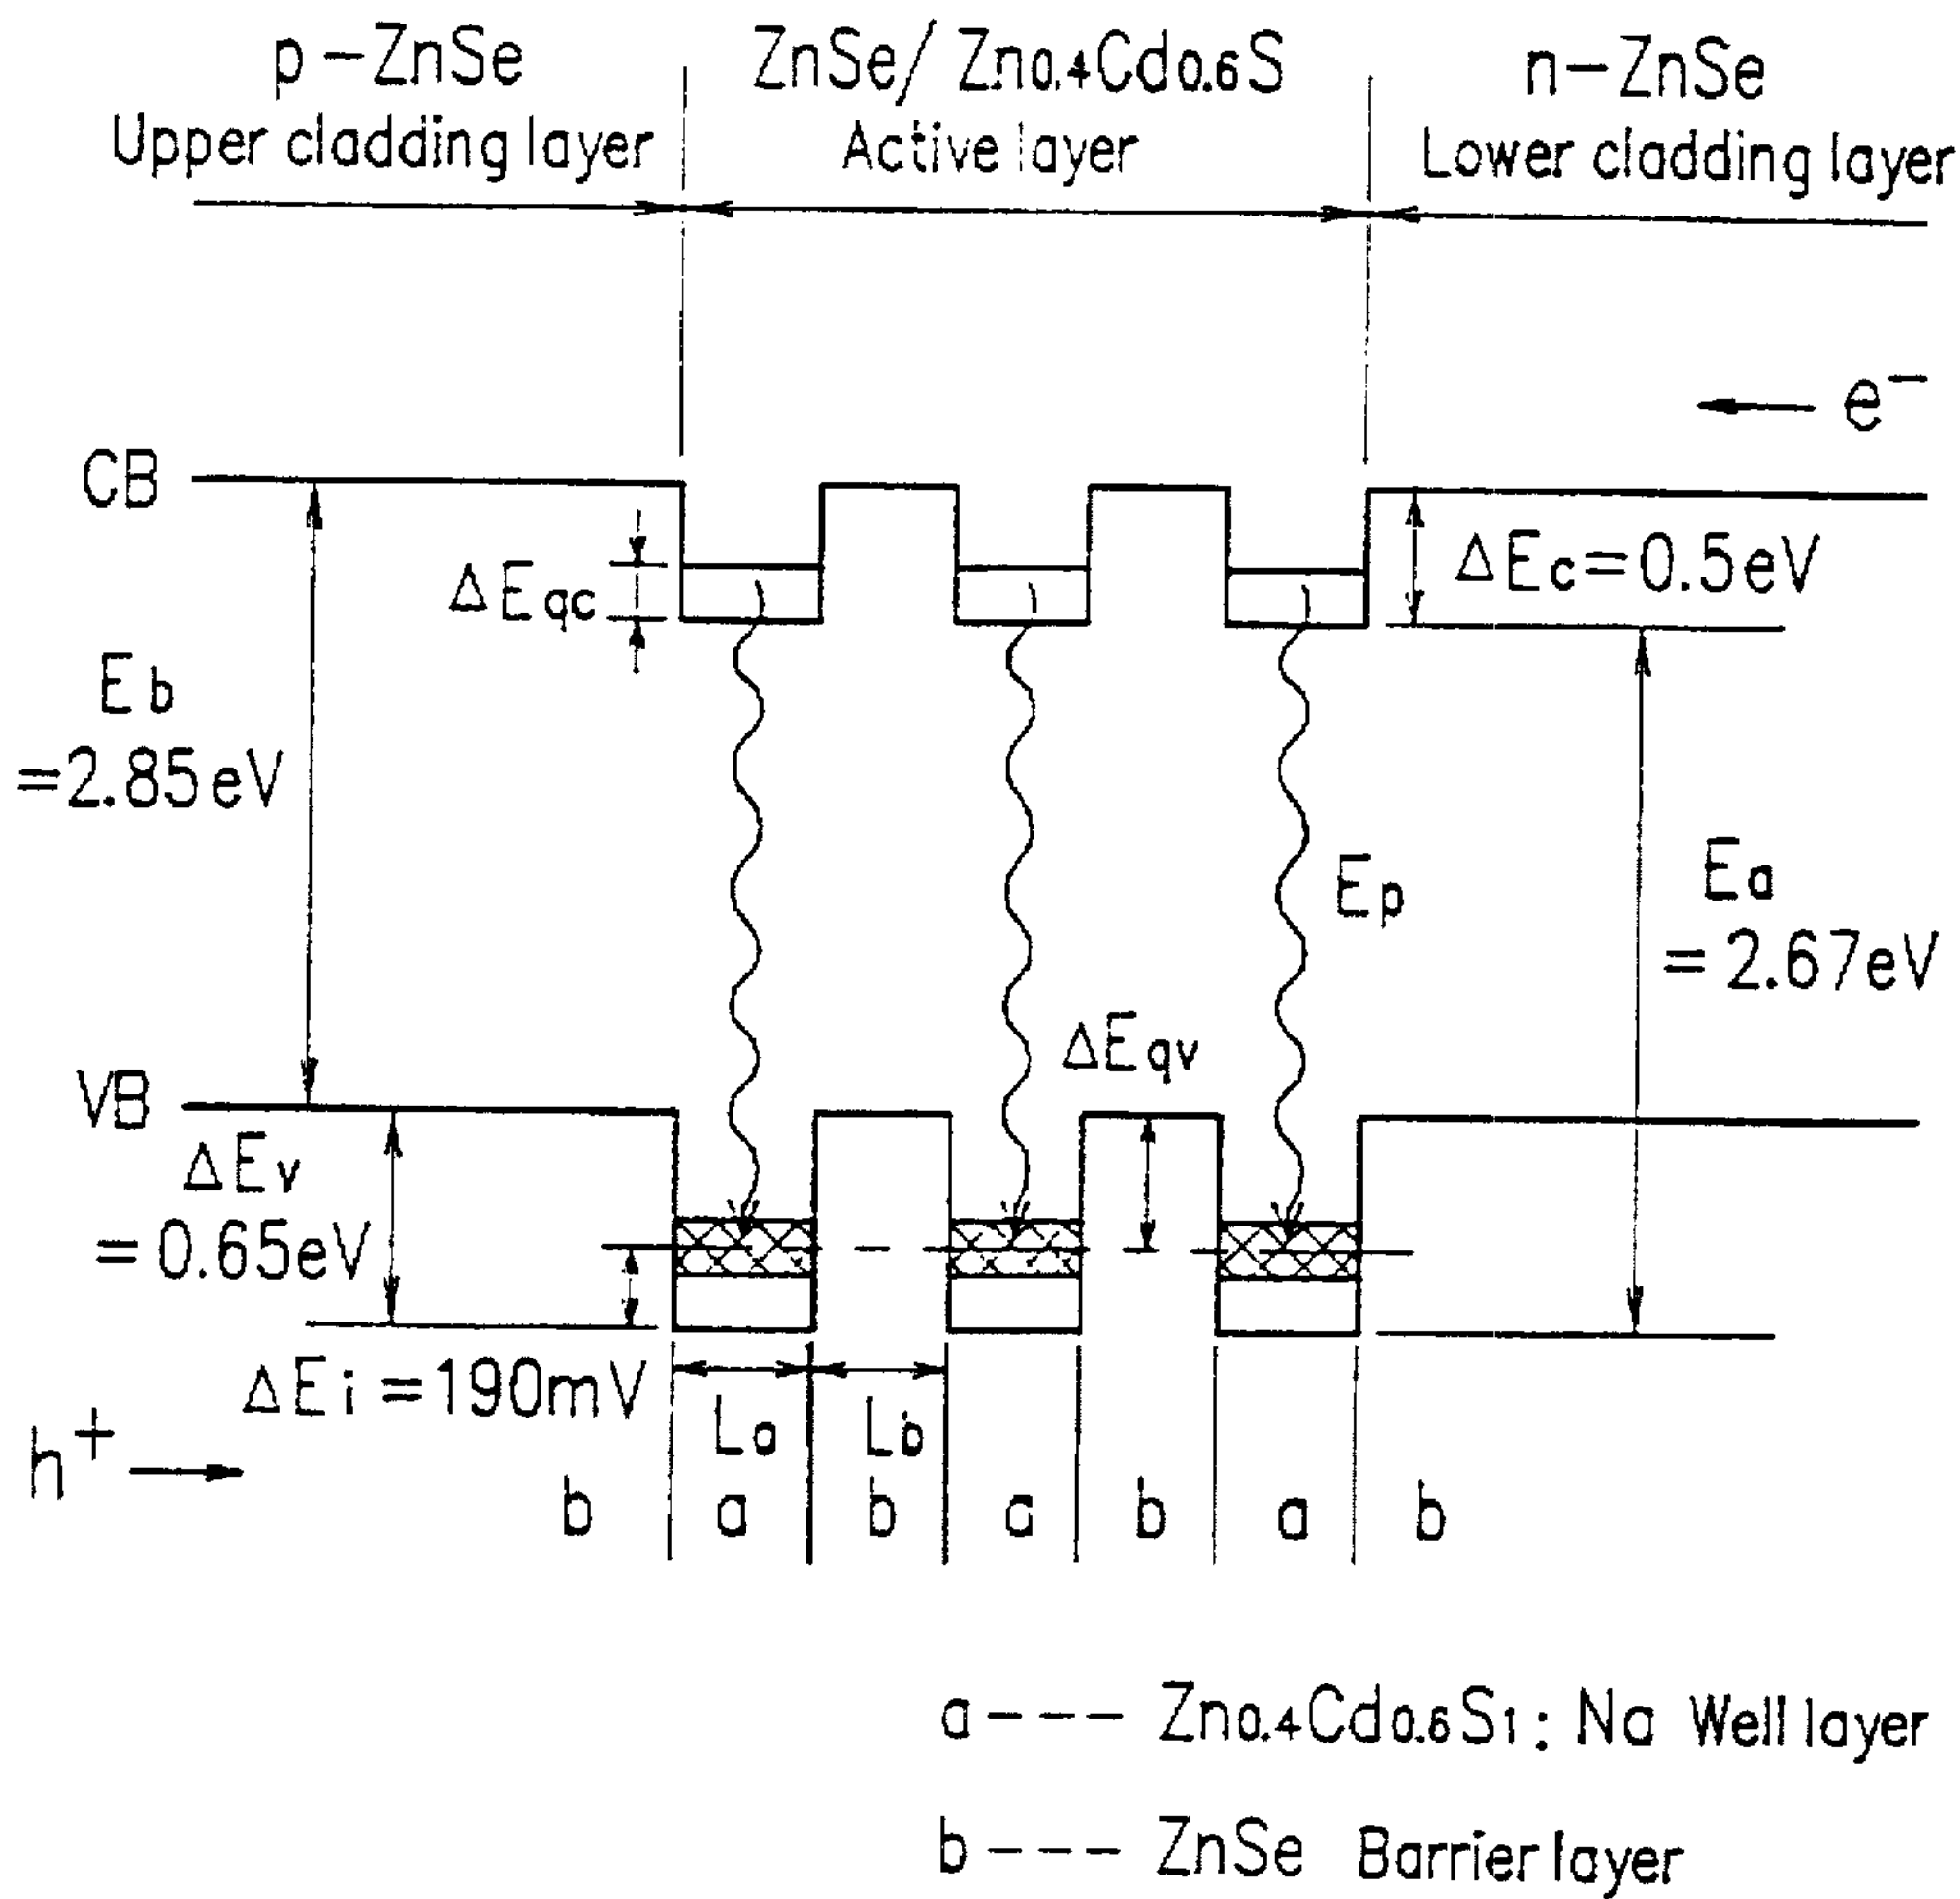 p-ZnSe
Upper cladding layer
ZnSe/ Zn0.4Cd0.6S
Active layer
n-ZnSe
Lower cladding layer
e⁻
CB
ΔEqc
ΔEc=0.5eV
Eb
=2.85eV
Ep
Ea
=2.67eV
ΔEqv
VB
ΔEv
=0.65eV
ΔEi=190mV
La
Lb
h⁺
b
a
b
a
b
a
b
a--- Zn0.4Cd0.6S1: Na Well layer
b--- ZnSe Barrier layer